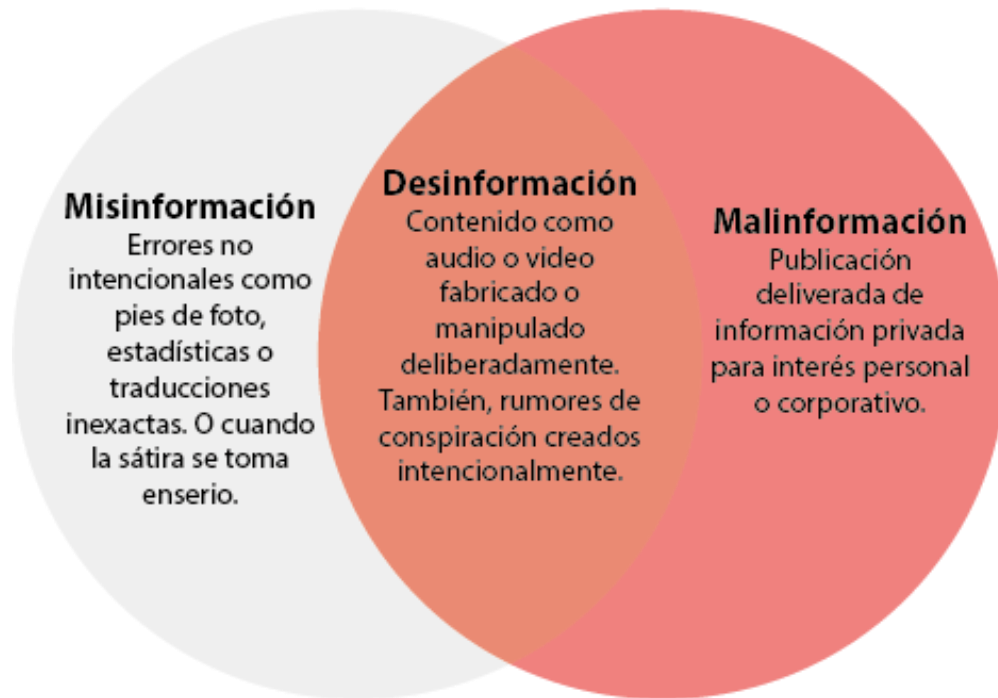 Misinformación
Errores no
intencionales como
pies de foto,
estadísticas o
traducciones
inexactas. O cuando
la sátira se toma
enserio.
Desinformación
Contenido como
audio o video
fabricado o
manipulado
deliberadamente.
También, rumores de
conspiración creados
intencionalmente.
Malinformación
Publicación
deliverada de
información privada
para interés personal
o corporativo.